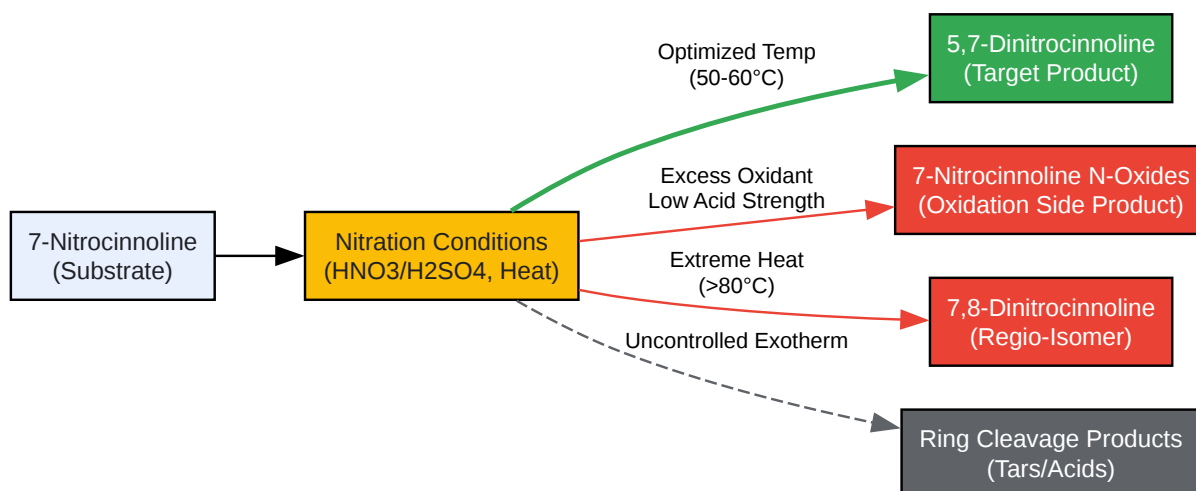 7-Nitrocinnoline
(Substrate)
Nitration Conditions
(HNO3/H2SO4, Heat)
Optimized Temp
(50-60°C)
5,7-Dinitrocinnoline
(Target Product)
Excess Oxidant
Low Acid Strength
7-Nitrocinnoline N-Oxides
(Oxidation Side Product)
Extreme Heat
(>80°C)
7,8-Dinitrocinnoline
(Regio-Isomer)
Uncontrolled Exotherm
Ring Cleavage Products
(Tars/Acids)